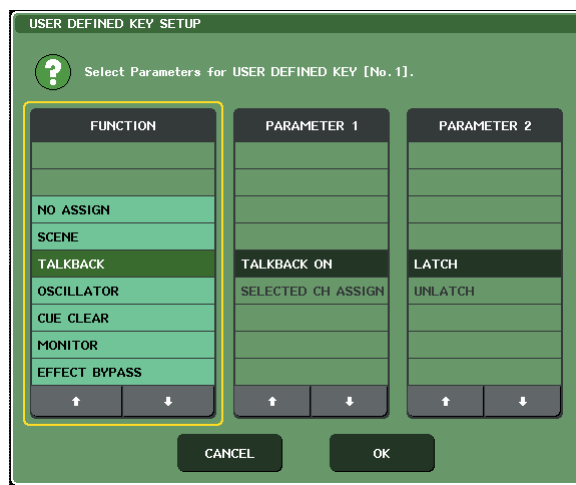 USER DEFINED KEY SETUP
?
Select Parameters for USER DEFINED KEY [No.1].
FUNCTION
NO ASSIGN
SCENE
TALKBACK
OSCILLATOR
CUE CLEAR
MONITOR
EFFECT BYPASS
PARAMETER 1
TALKBACK ON
SELECTED CH ASSIGN
PARAMETER 2
LATCH
UNLATCH
CANCEL
OK